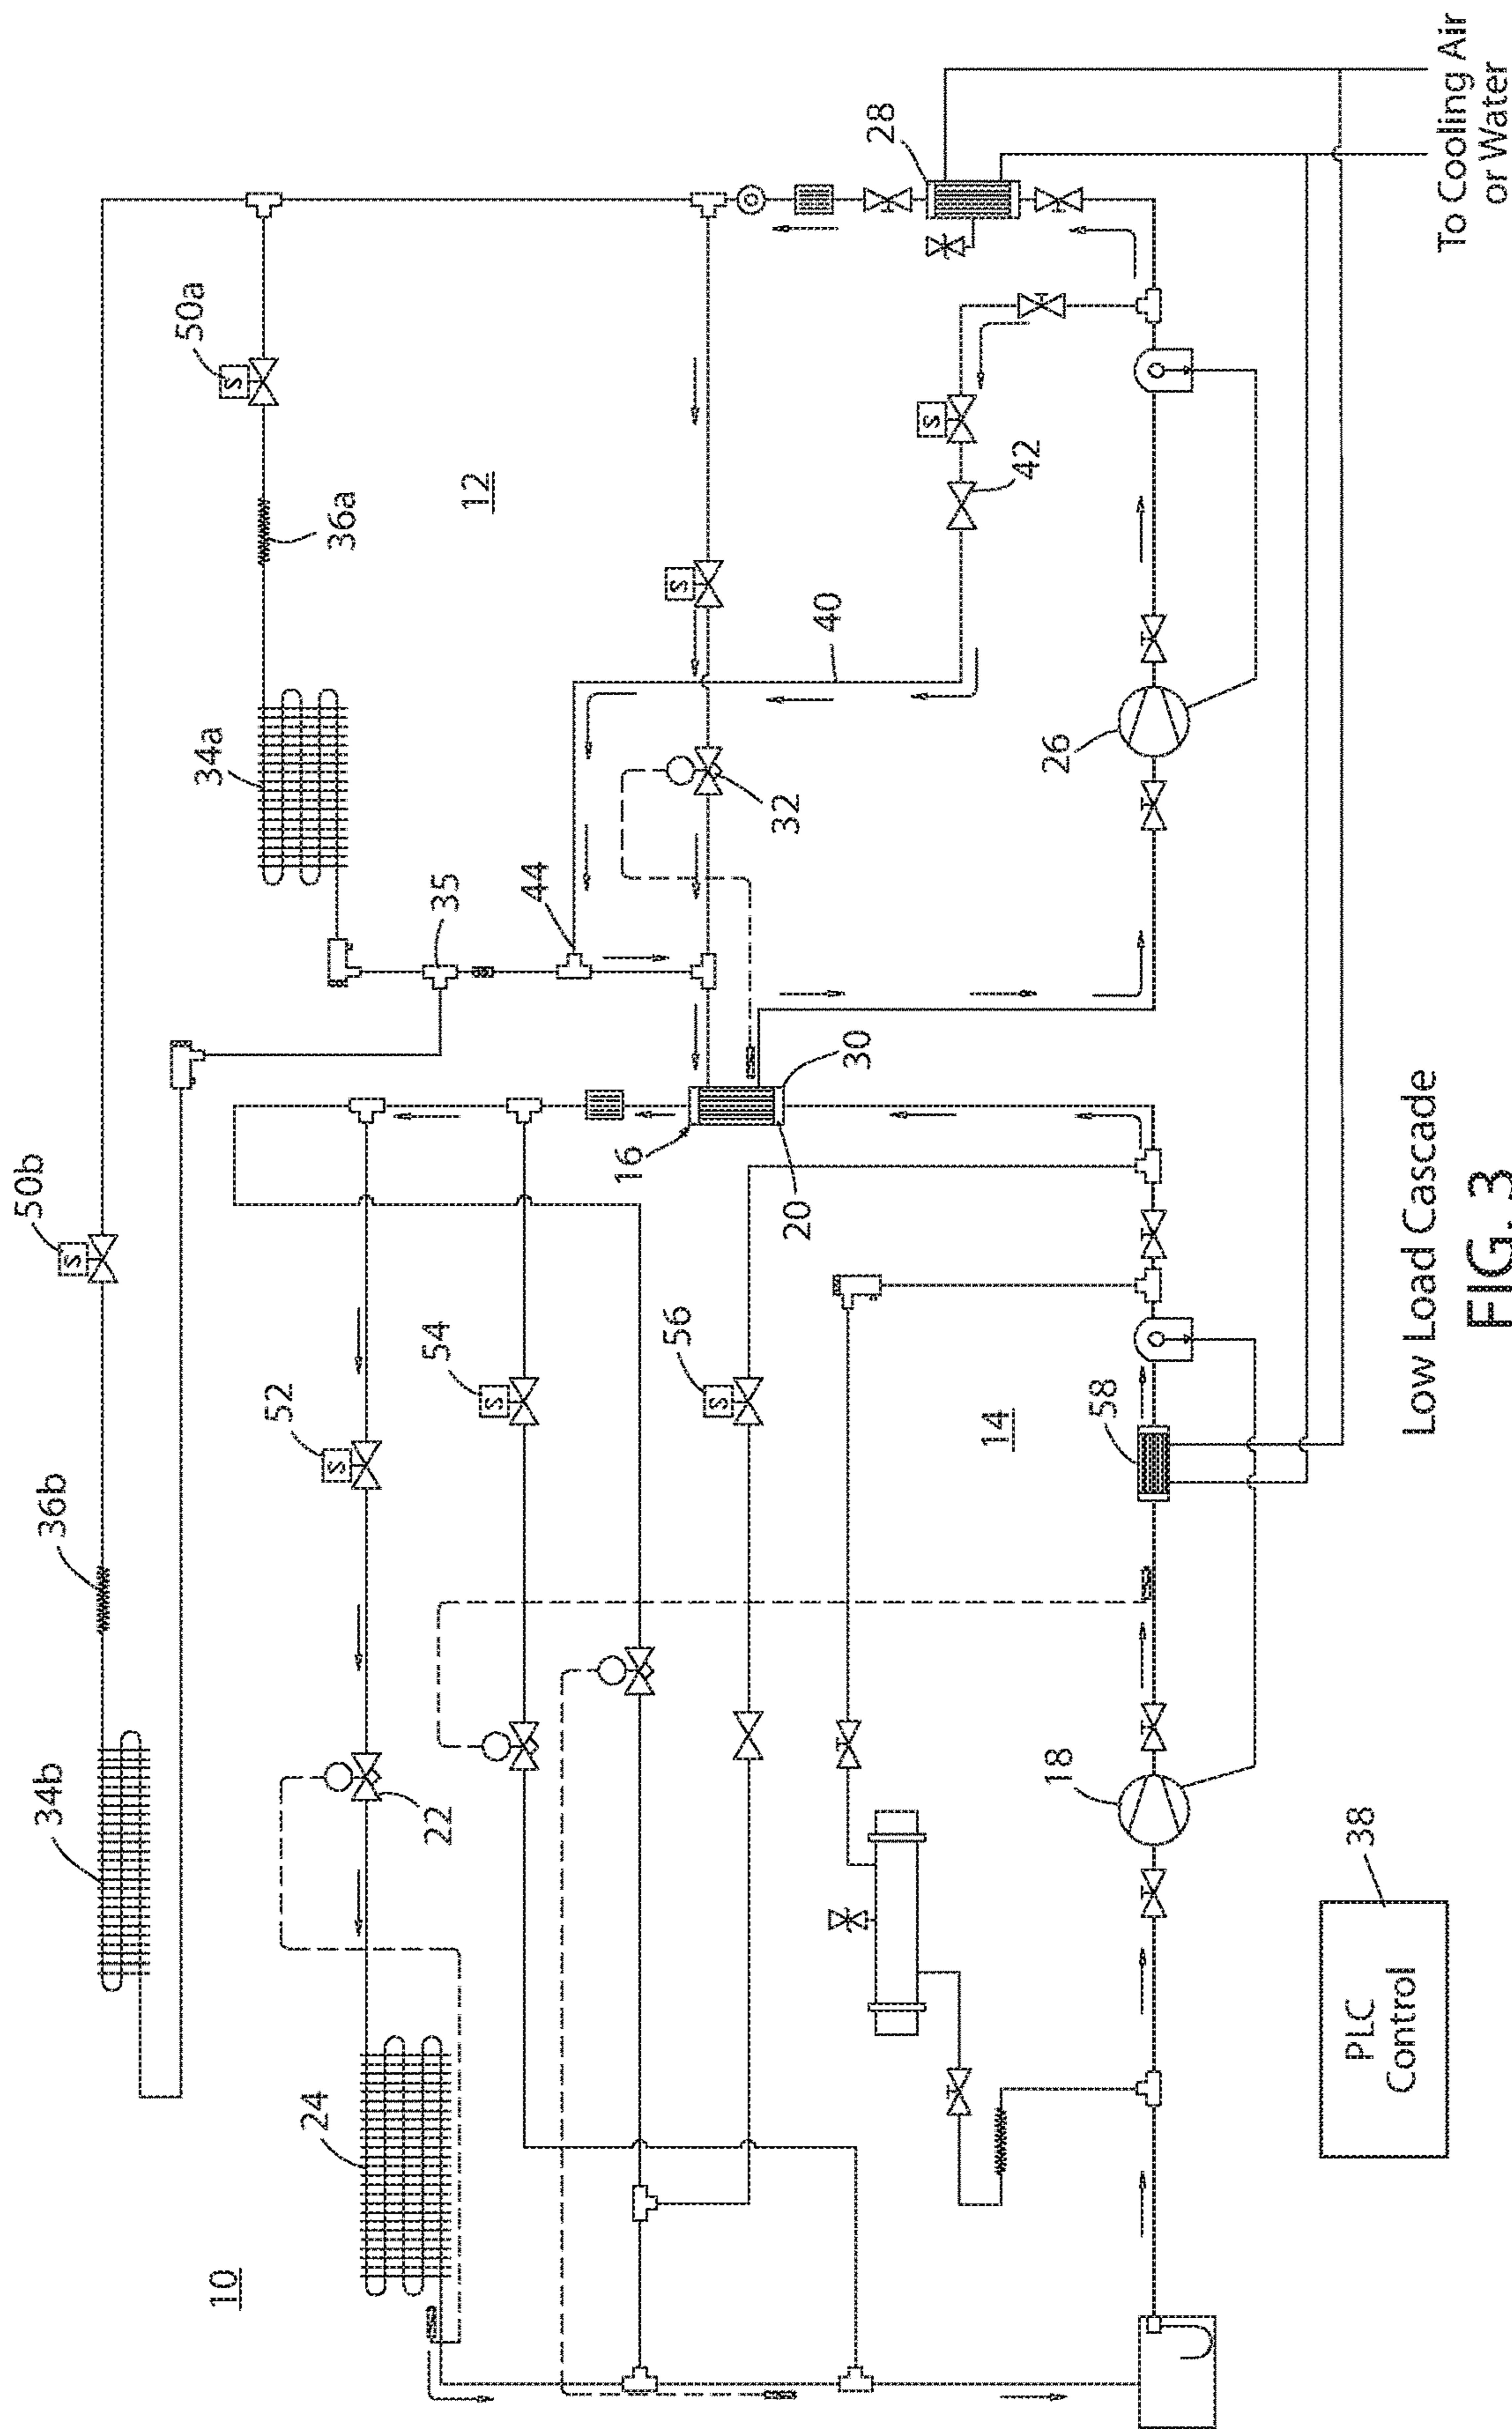 34b
36b
50b
S
34a
50a
S
10
24
52
S
36a
22
54
S
35
12
44
16
56
S
S
32
20
40
30
28
S
14
42
18
26
58
38
PLC
Control
To Cooling Air
or Water
Low Load Cascade
FIG. 3